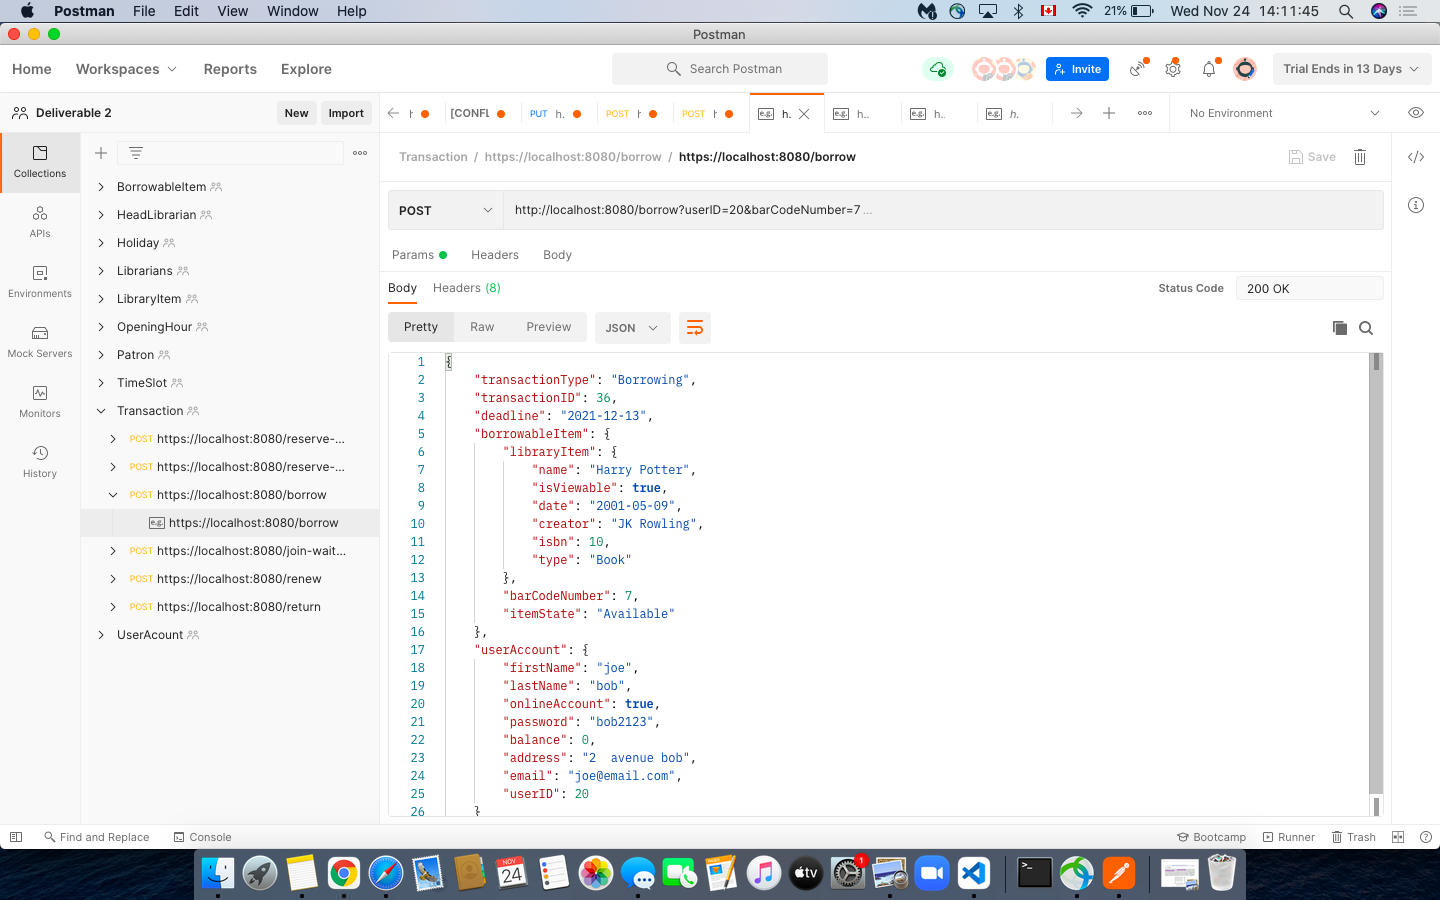 Postman File Edit View Window Help 21% Wed Nov 24 14:11:45
Postman
Home Workspaces Reports Explore Search Postman Invite Trial Ends in 13 Days
Deliverable 2 New Import
h [CONFL PUT h. POST h POST h e.g. h. e.g. h.. e.g. h.. e.g. h. No Environment
Collections
APIs
Environments
Mock Servers
Monitors
History
BorrowableItem
HeadLibrarian
Holiday
Librarians
LibraryItem
OpeningHour
Patron
TimeSlot
Transaction
POST https://localhost:8080/reserve-...
POST https://localhost:8080/reserve-...
POST https://localhost:8080/borrow
e.g. https://localhost:8080/borrow
POST https://localhost:8080/join-wait...
POST https://localhost:8080/renew
POST https://localhost:8080/return
UserAcount
Transaction / https://localhost:8080/borrow / https://localhost:8080/borrow Save
POST http://localhost:8080/borrow?userID=20&barCodeNumber=7 ...
Params Headers Body
Body Headers (8) Status Code 200 OK
Pretty Raw Preview JSON
1 {
2 "transactionType": "Borrowing",
3 "transactionID": 36,
4 "deadline": "2021-12-13",
5 "borrowableItem": {
6 "libraryItem": {
7 "name": "Harry Potter",
8 "isViewable": true,
9 "date": "2001-05-09",
10 "creator": "JK Rowling",
11 "isbn": 10,
12 "type": "Book"
13 },
14 "barCodeNumber": 7,
15 "itemState": "Available"
16 },
17 "userAccount": {
18 "firstName": "joe",
19 "lastName": "bob",
20 "onlineAccount": true,
21 "password": "bob2123",
22 "balance": 0,
23 "address": "2  avenue bob",
24 "email": "joe@email.com",
25 "userID": 20
26 }
Find and Replace Console Bootcamp Runner Trash
NOV 24 tv 1